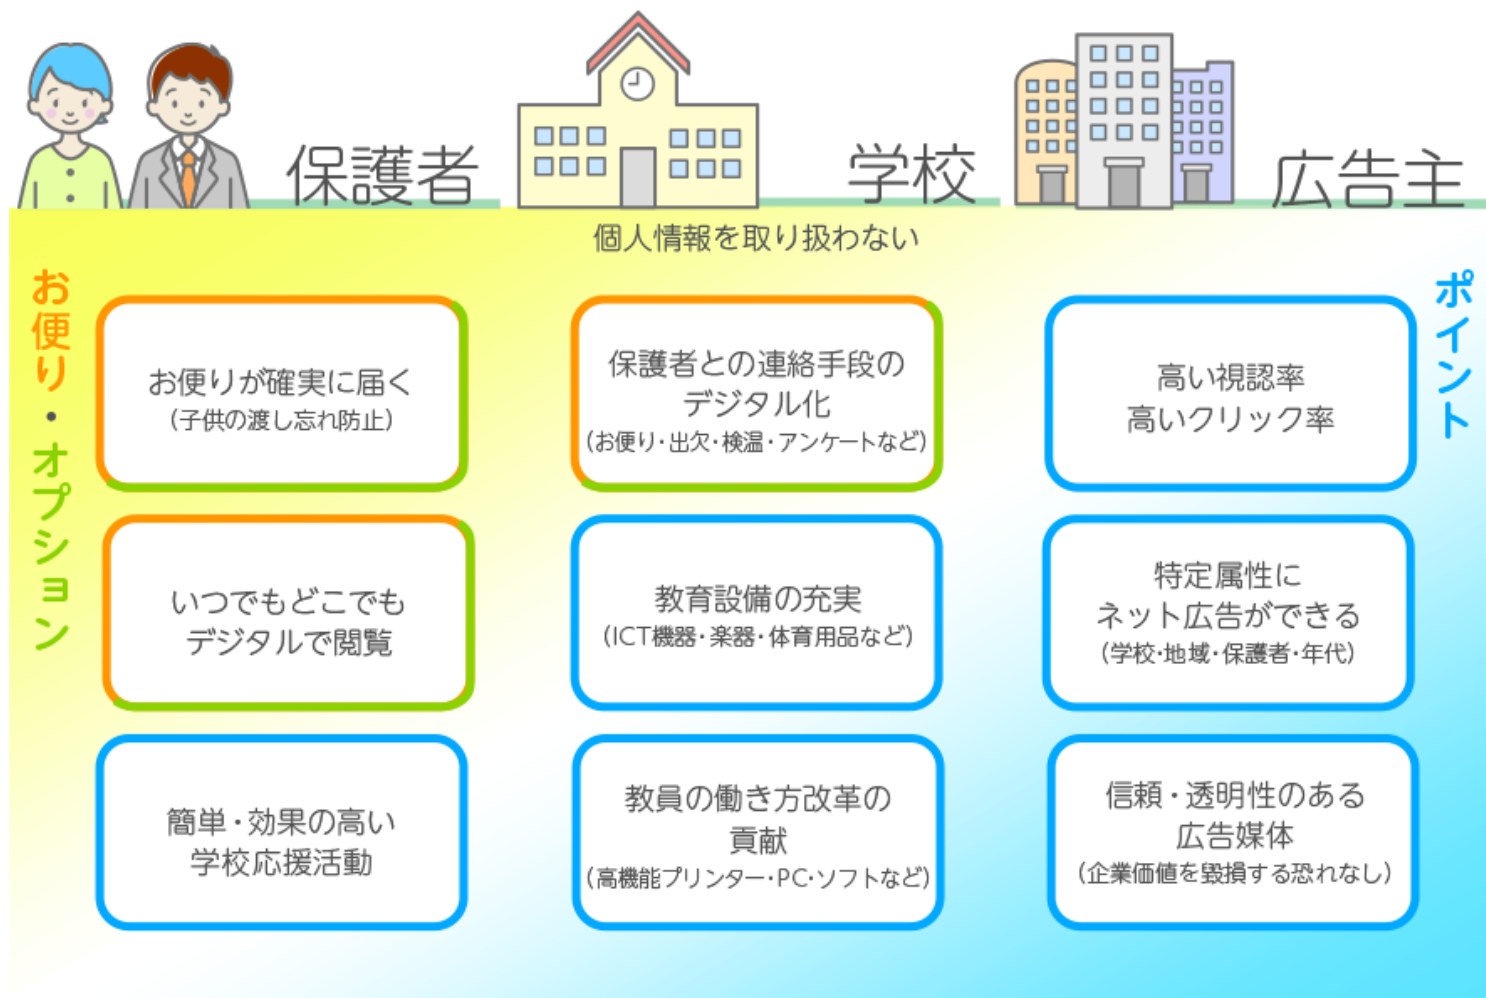 保護者
学校
広告主
個人情報を取り扱わない
お便り・オプション
ポイント
お便りが確実に届く
(子供の渡し忘れ防止)
保護者との連絡手段の
デジタル化
(お便り・出欠・検温・アンケートなど)
高い視認率
高いクリック率
いつでもどこでも
デジタルで閲覧
教育設備の充実
(ICT機器・楽器・体育用品など)
特定属性に
ネット広告ができる
(学校・地域・保護者・年代)
簡単・効果の高い
学校応援活動
教員の働き方改革の
貢献
(高機能プリンター・PC・ソフトなど)
信頼・透明性のある
広告媒体
(企業価値を毀損する恐れなし)